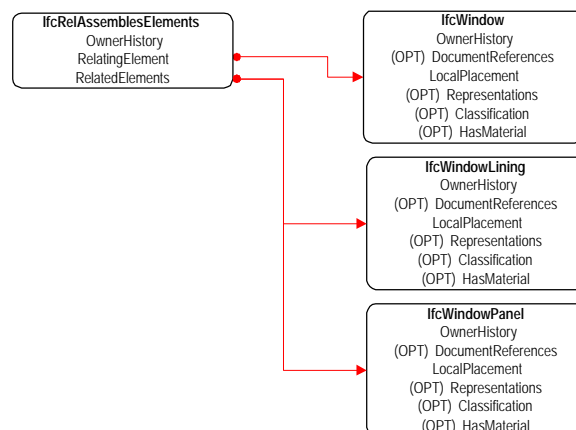 IfcRelAssemblesElements
OwnerHistory
RelatingElement
RelatedElements
IfcWindow
OwnerHistory
(OPT) DocumentReferences
LocalPlacement
(OPT) Representations
(OPT) Classification
(OPT) HasMaterial
IfcWindowLining
OwnerHistory
(OPT) DocumentReferences
LocalPlacement
(OPT) Representations
(OPT) Classification
(OPT) HasMaterial
IfcWindowPanel
OwnerHistory
(OPT) DocumentReferences
LocalPlacement
(OPT) Representations
(OPT) Classification
(OPT) HasMaterial